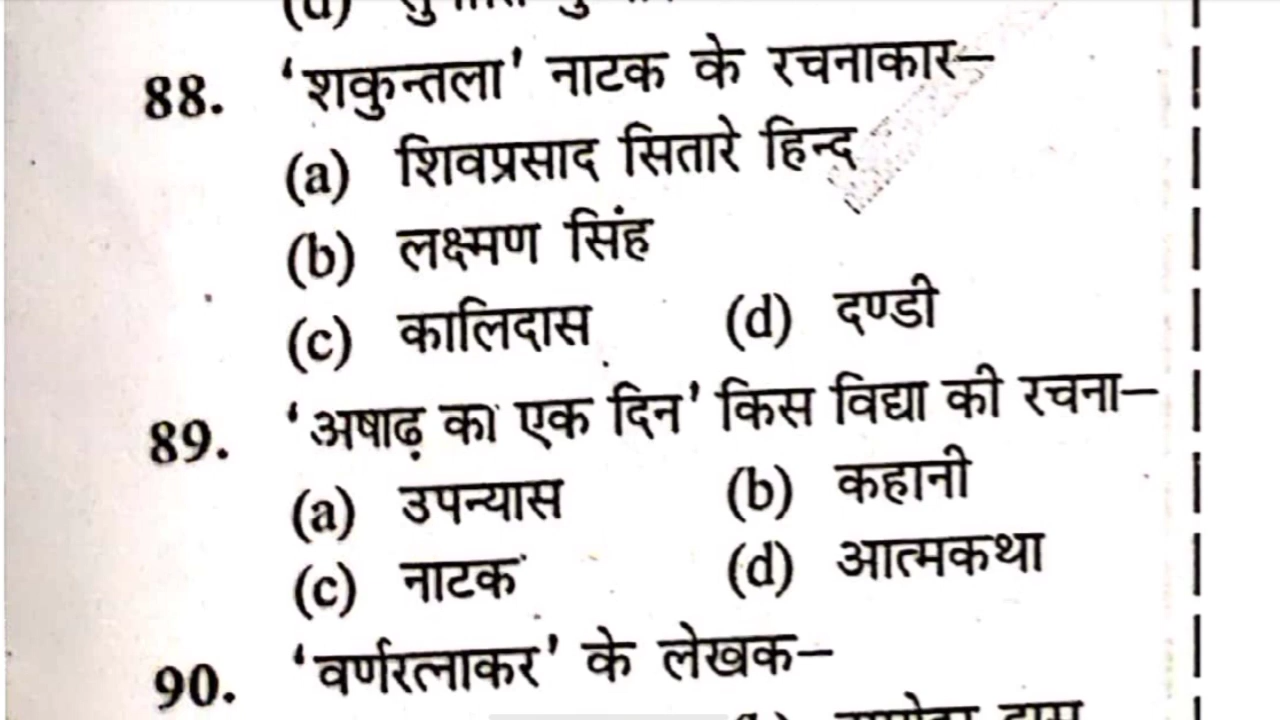 (d)
88. 'शकुन्तला' नाटक के रचनाकार–
(a) शिवप्रसाद सितारे हिन्द
(b) लक्ष्मण सिंह
(c) कालिदास (d) दण्डी
89. 'अषाढ़ का एक दिन' किस विद्या की रचना–
(a) उपन्यास (b) कहानी
(c) नाटक (d) आत्मकथा
90. 'वर्णरत्नाकर' के लेखक–